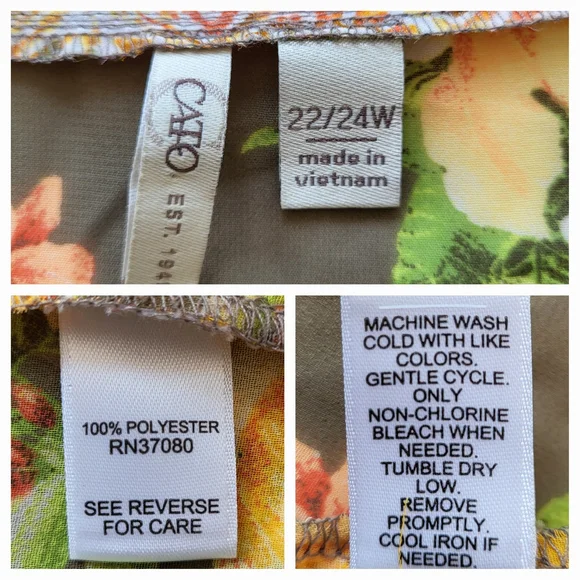 CATO
EST. 194
22/24W
made in
vietnam
100% POLYESTER
RN37080
SEE REVERSE
FOR CARE
MACHINE WASH
COLD WITH LIKE
COLORS.
GENTLE CYCLE.
ONLY
NON-CHLORINE
BLEACH WHEN
NEEDED.
TUMBLE DRY
LOW.
REMOVE
PROMPTLY.
COOL IRON IF
NEEDED.